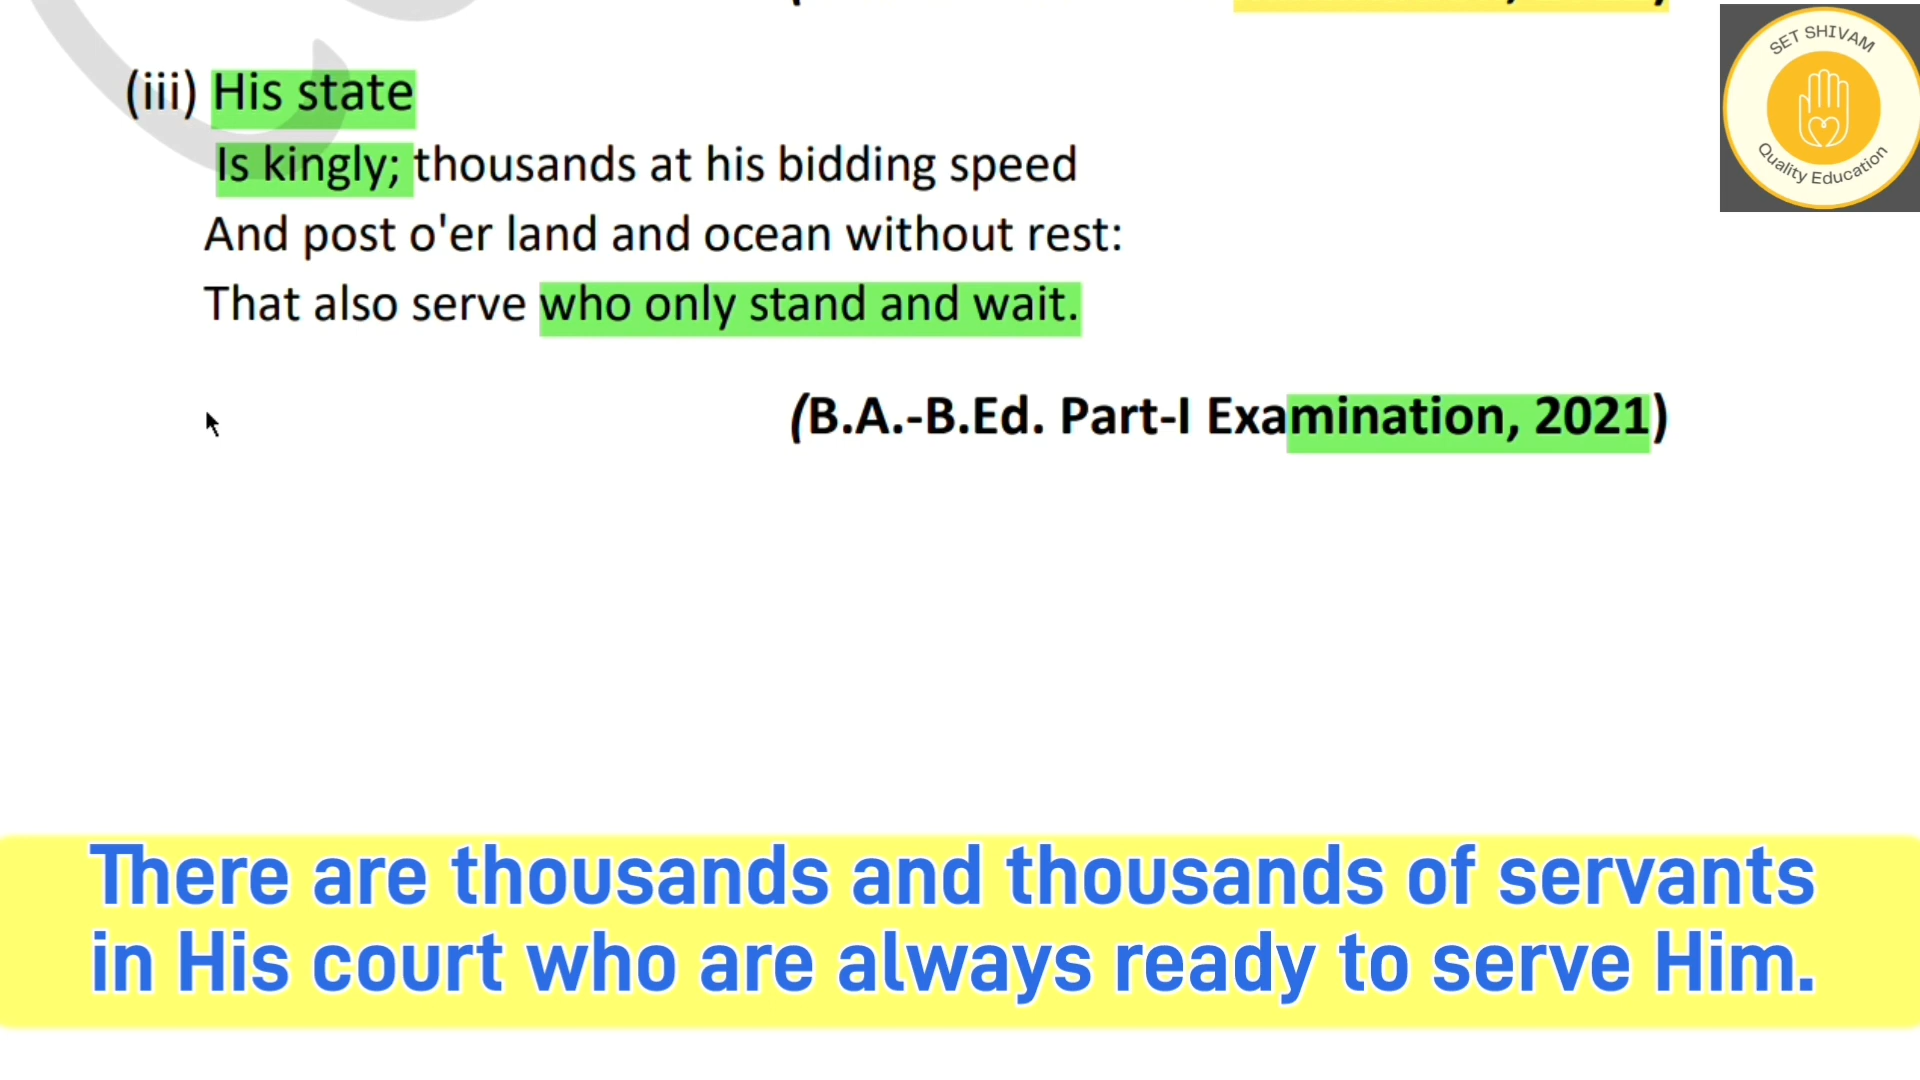 SET SHIVAM
Quality Education
(iii) His state
Is kingly; thousands at his bidding speed
And post o'er land and ocean without rest:
That also serve who only stand and wait.
(B.A.-B.Ed. Part-I Examination, 2021)
There are thousands and thousands of servants
in His court who are always ready to serve Him.